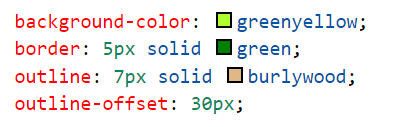 background-color: greenyellow;
border: 5px solid green;
outline: 7px solid burlywood;
outline-offset: 30px;